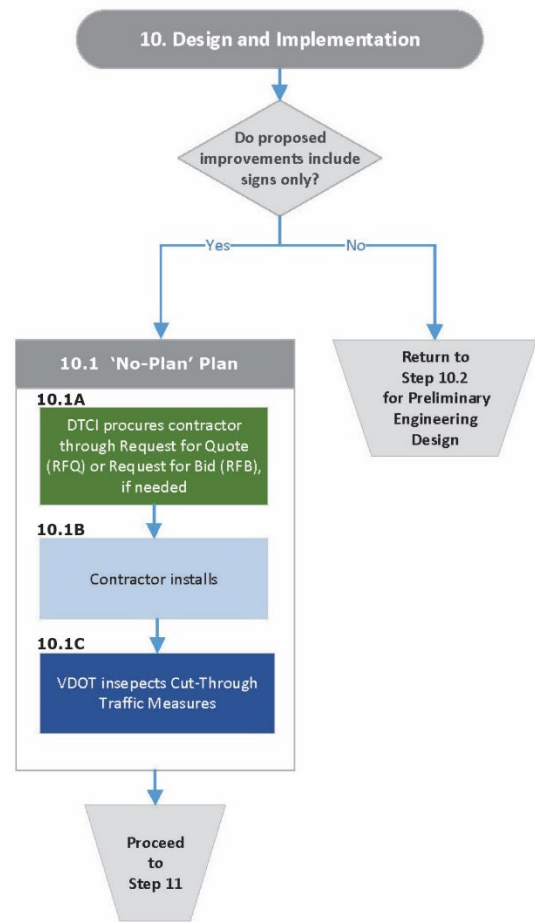 10. Design and Implementation
Do proposed
improvements include
signs only?
Yes
No
10.1 ‘No-Plan’ Plan
10.1A
DTCI procures contractor
through Request for Quote
(RFQ) or Request for Bid (RFB),
if needed
10.1B
Contractor installs
10.1C
VDOT insepects Cut-Through
Traffic Measures
Return to
Step 10.2
for Preliminary
Engineering
Design
Proceed
to
Step 11